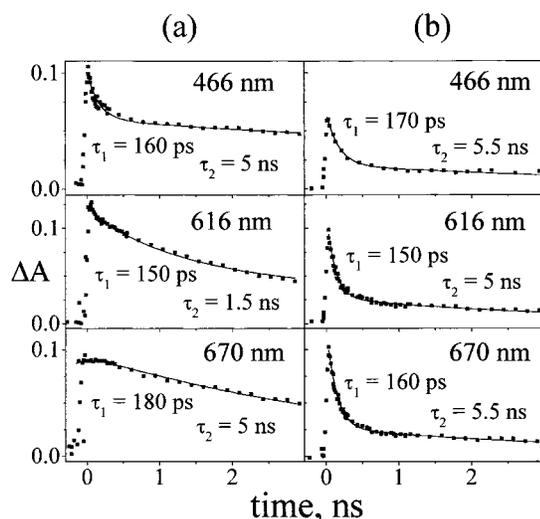 (a) (b)
0.1 466 nm 466 nm
τ₁ = 160 ps τ₁ = 170 ps
0.0 τ₂ = 5 ns τ₂ = 5.5 ns
0.1 616 nm 616 nm
ΔA τ₁ = 150 ps τ₁ = 150 ps
0.0 τ₂ = 1.5 ns τ₂ = 5 ns
0.1 670 nm 670 nm
τ₁ = 180 ps τ₁ = 160 ps
0.0 τ₂ = 5 ns τ₂ = 5.5 ns
0 1 2 0 1 2
time, ns